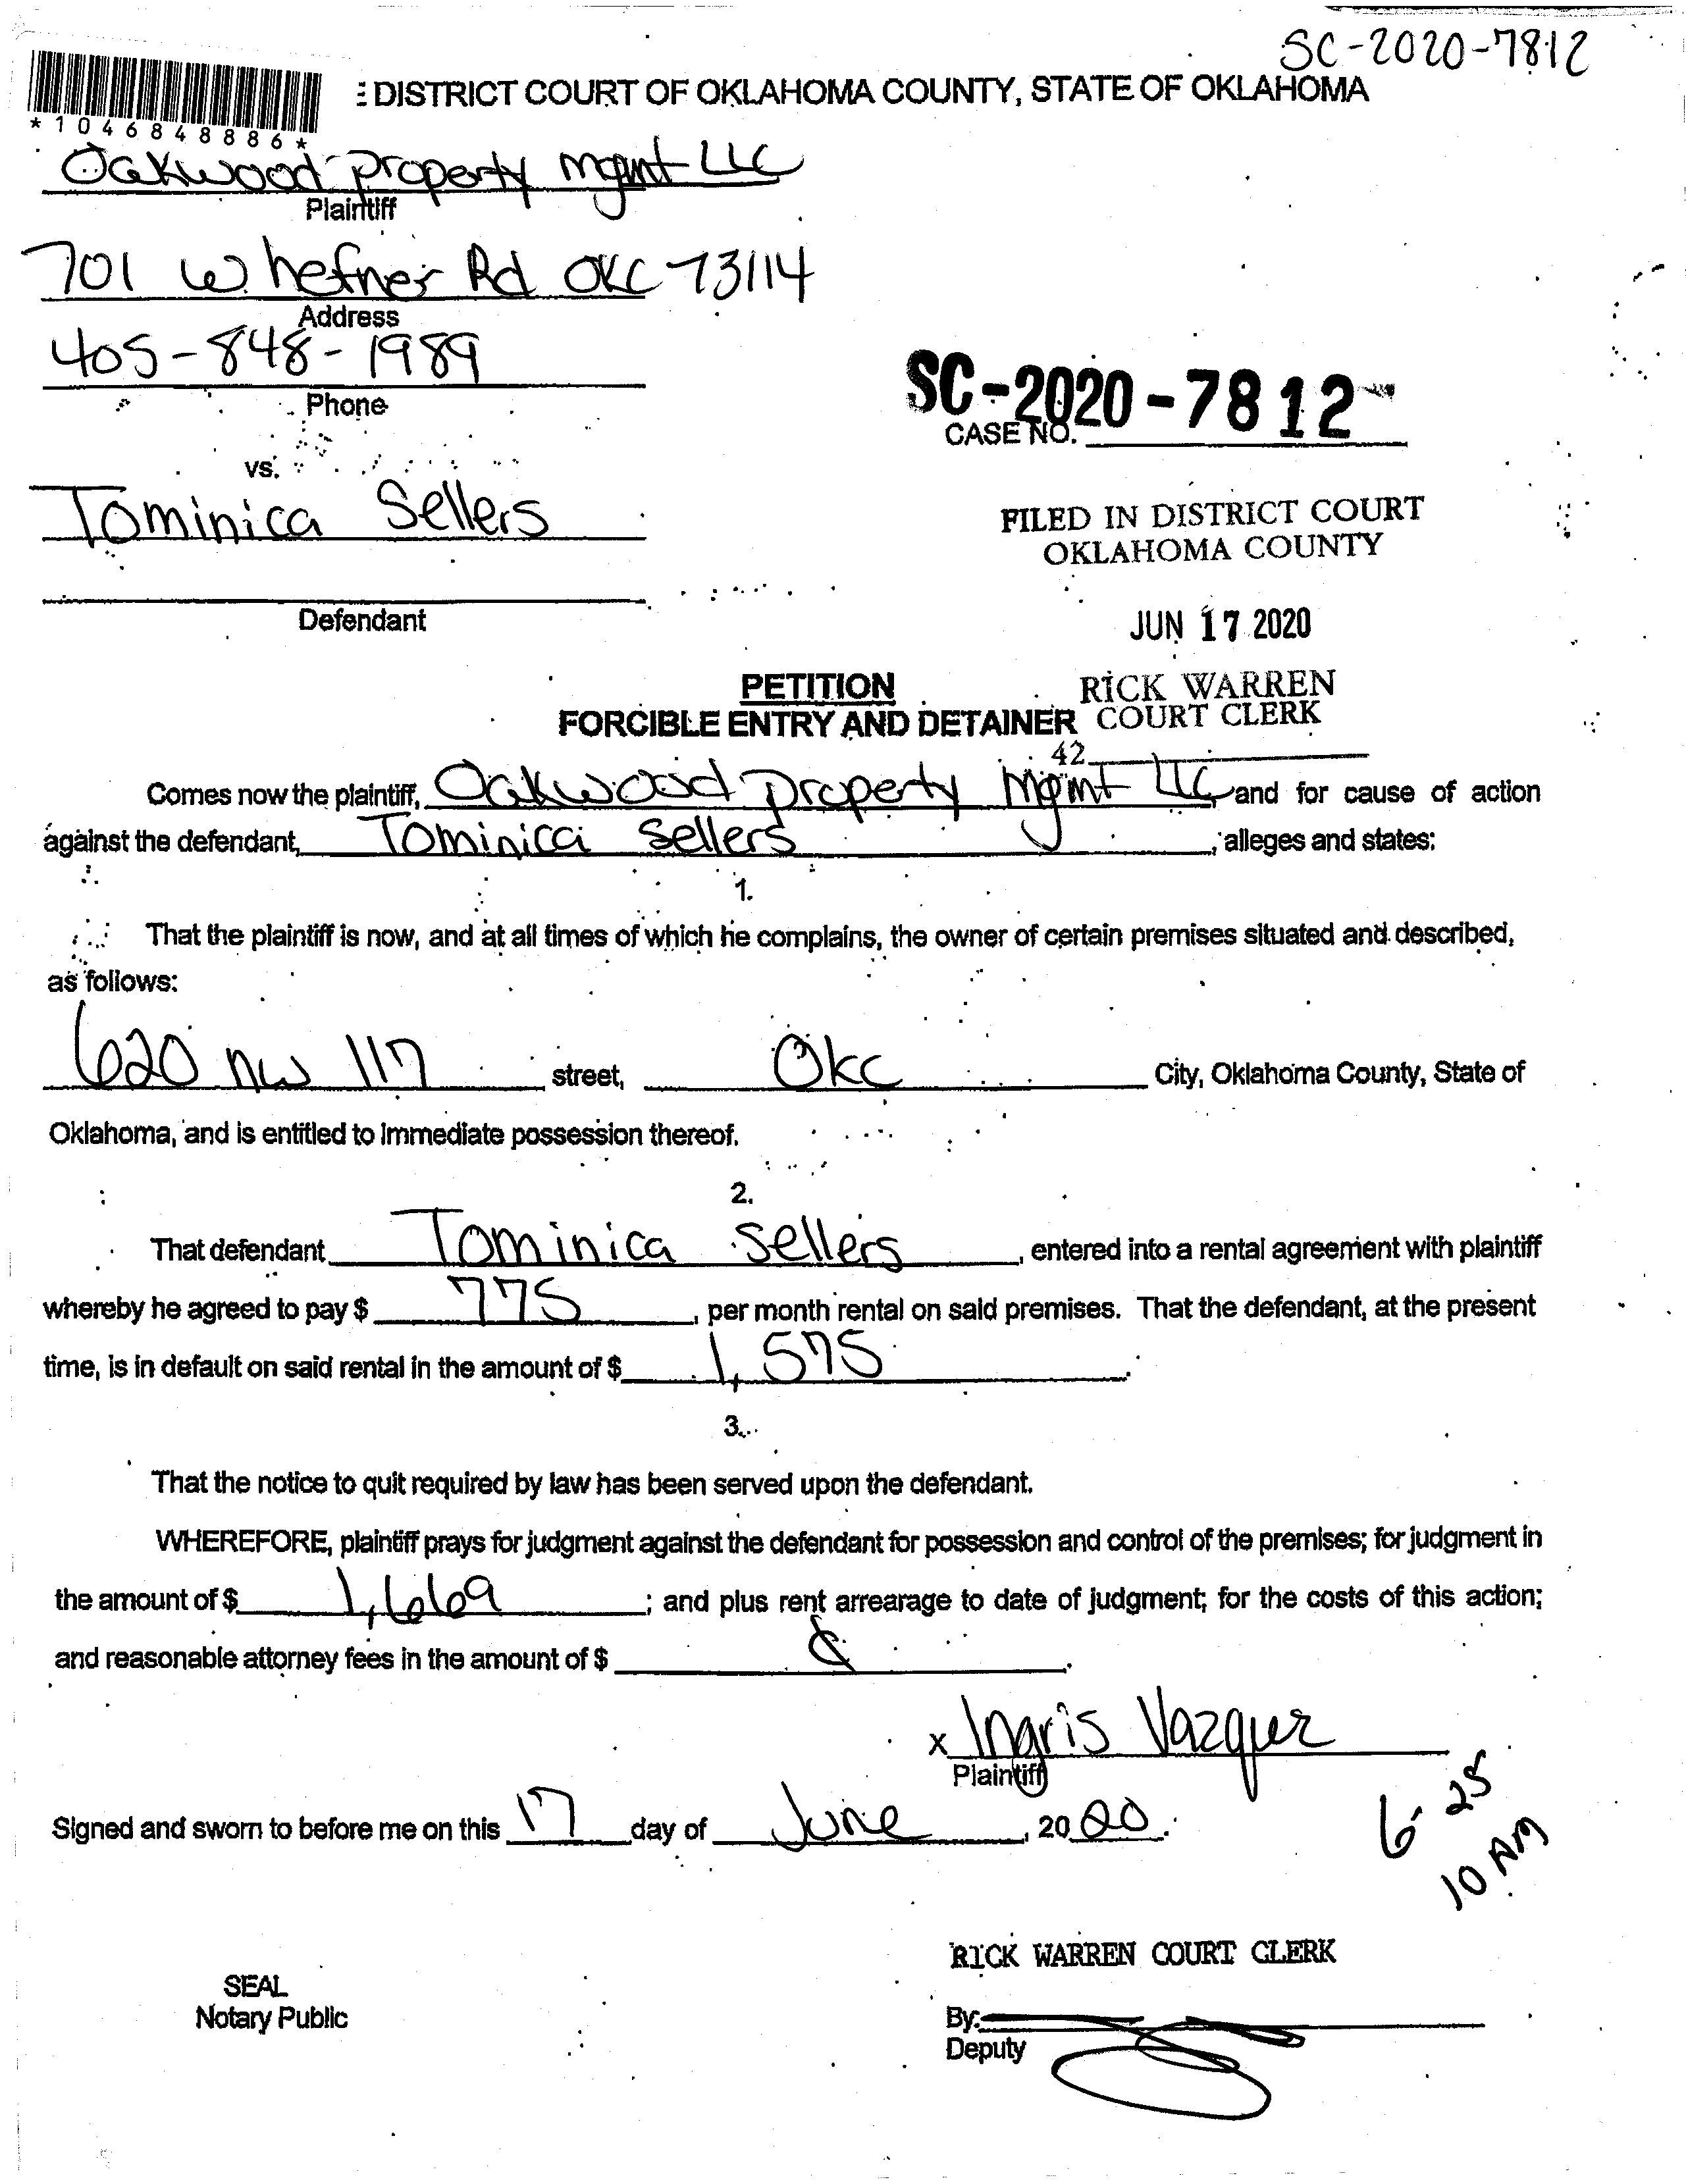 SC-2020-7812
E DISTRICT COURT OF OKLAHOMA COUNTY, STATE OF OKLAHOMA
*1046848886*
Oakwood property mgmt LLC
Plaintiff
701 W hefner Rd OKC 73114
Address
405-848-1989
Phone
SC-2020-7812
CASE NO.
vs.
Tominica Sellers
FILED IN DISTRICT COURT
OKLAHOMA COUNTY
Defendant
JUN 17 2020
PETITION
RICK WARREN
FORCIBLE ENTRY AND DETAINER
COURT CLERK
42
Comes now the plaintiff, Oakwood property Mgmt LLC, and for cause of action
against the defendant, Tominica Sellers, alleges and states:
1.
That the plaintiff is now, and at all times of which he complains, the owner of certain premises situated and described,
as follows:
620 nw 117 street, Okc City, Oklahoma County, State of
Oklahoma, and is entitled to immediate possession thereof.
2.
That defendant Tominica Sellers, entered into a rental agreement with plaintiff
whereby he agreed to pay $ 775, per month rental on said premises. That the defendant, at the present
time, is in default on said rental in the amount of $ 1,575.
3.
That the notice to quit required by law has been served upon the defendant.
WHEREFORE, plaintiff prays for judgment against the defendant for possession and control of the premises; for judgment in
the amount of $ 1,669; and plus rent arrearage to date of judgment; for the costs of this action;
and reasonable attorney fees in the amount of $
x Ingris Vazquez
Plaintiff
6-25
10 AM
Signed and sworn to before me on this 17 day of June, 2020.
RICK WARREN COURT CLERK
SEAL
Notary Public
By:
Deputy